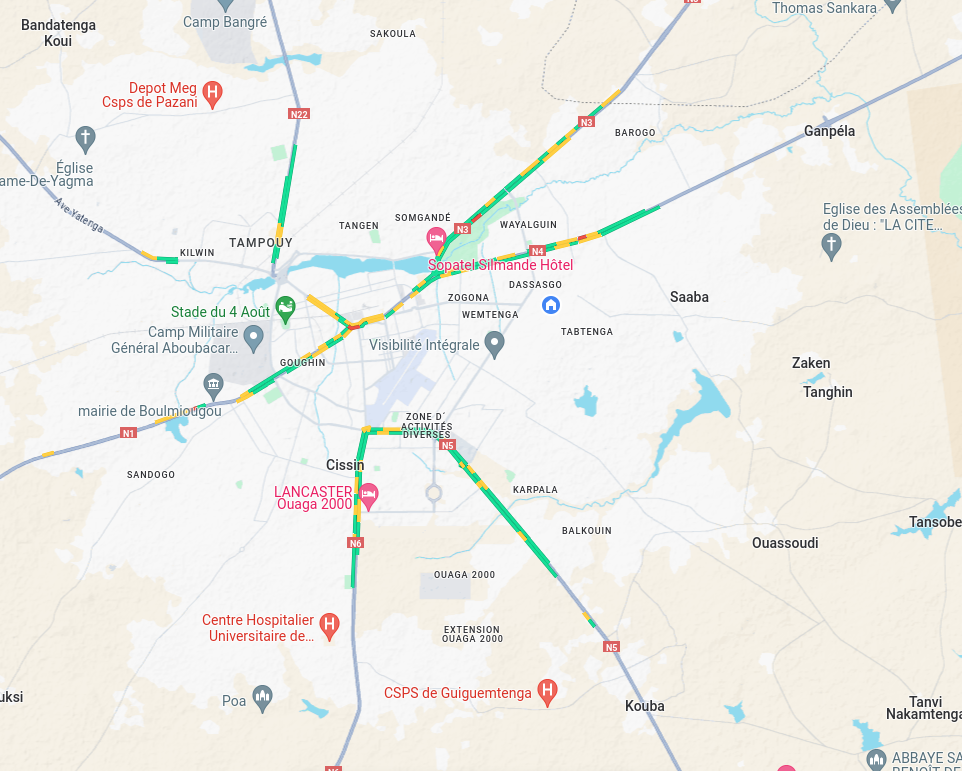 N3
Thomas Sankara
Camp Bangré
Bandatenga
Koui
SAKOULA
Depot Meg
Csps de Pazani
N22
N3
BAROGO
Ganpéla
Église
ame-De-Yagma
Ave Yatenga
SOMGANDÉ
TANGEN
N3
WAYALGUIN
Eglise des Assemblées
de Dieu : "LA CITE...
KILWIN
TAMPOUY
N4
Sopatel Silmande Hôtel
DASSASGO
ZOGONA
Saaba
Stade du 4 Août
WEMTENGA
TABTENGA
Camp Militaire
Général Aboubacar...
Visibilité Intégrale
GOUGHIN
Zaken
Tanghin
mairie de Boulmiougou
ZONE D'
ACTIVITÉS
DIVERSES
N1
N5
Cissin
SANDOGO
LANCASTER
Ouaga 2000
KARPALA
BALKOUIN
Tansobe
N6
Ouassoudi
OUAGA 2000
Centre Hospitalier
Universitaire de...
EXTENSION
OUAGA 2000
N5
CSPS de Guiguemtenga
uksi
Poa
Kouba
Tanvi
Nakamtenga
ABBAYE SA
N6